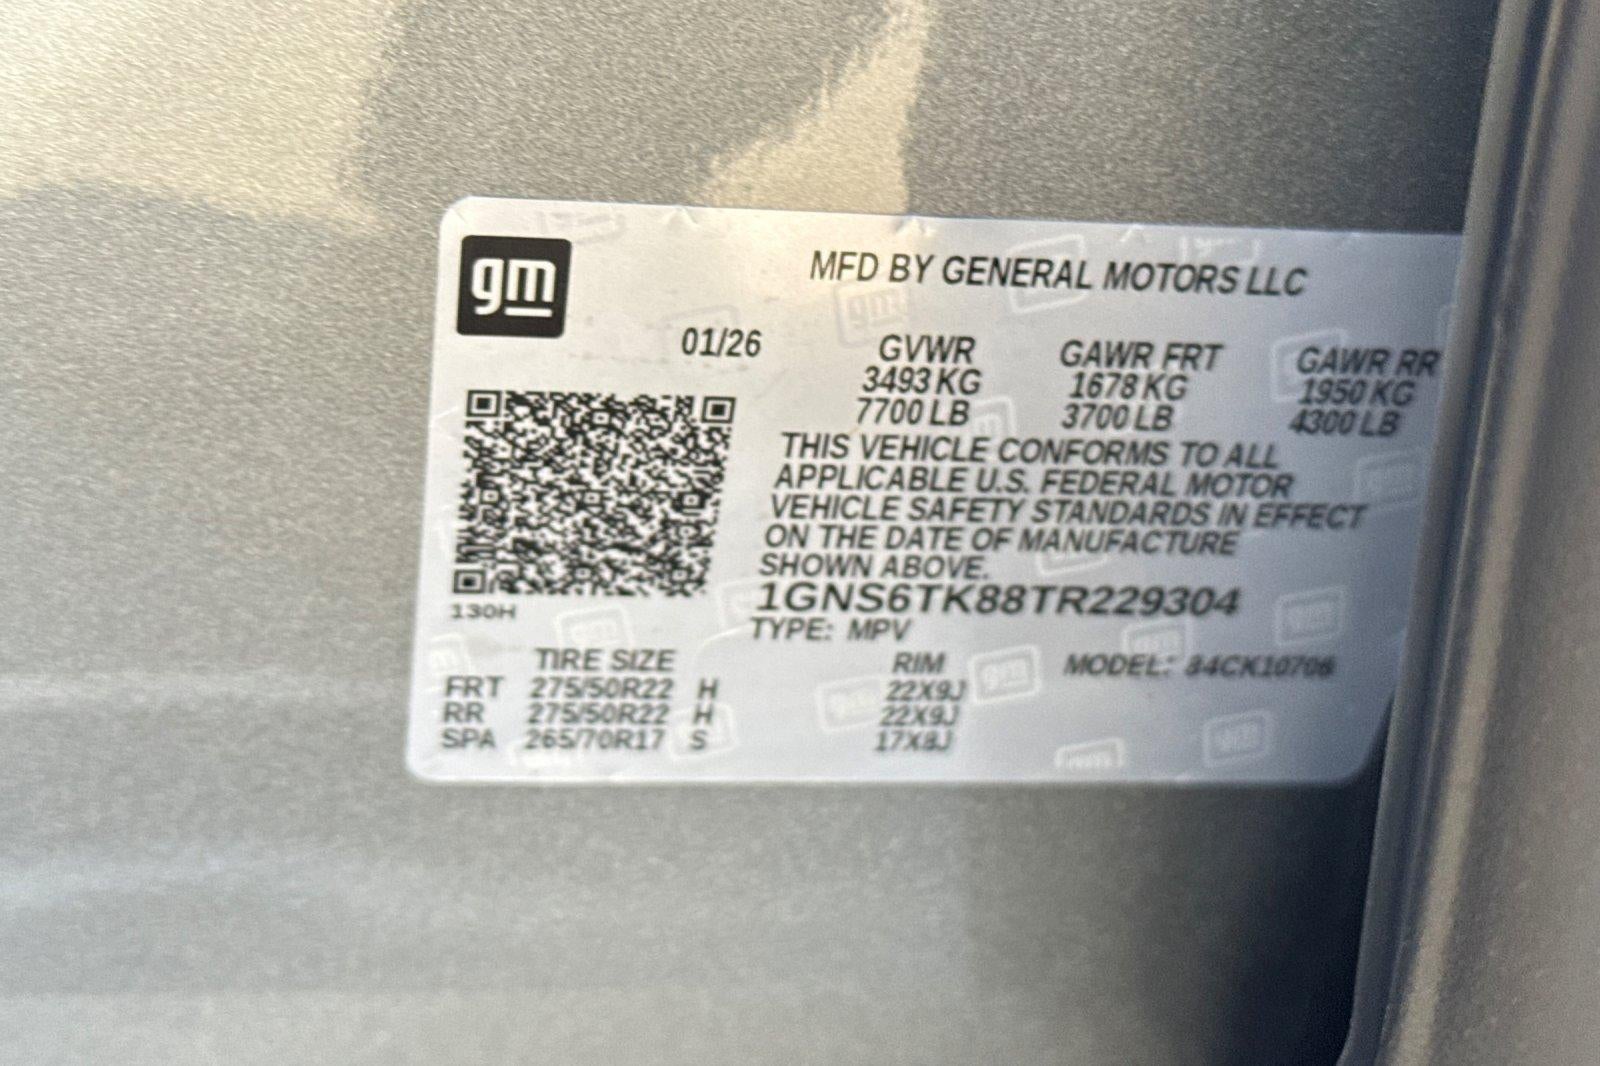 gm
MFD BY GENERAL MOTORS LLC
01/26
GVWR GAWR FRT GAWR RR
3493 KG 1678 KG 1950 KG
7700 LB 3700 LB 4300 LB
THIS VEHICLE CONFORMS TO ALL
APPLICABLE U.S. FEDERAL MOTOR
VEHICLE SAFETY STANDARDS IN EFFECT
ON THE DATE OF MANUFACTURE
SHOWN ABOVE.
130H
1GNS6TK88TR229304
TYPE: MPV
TIRE SIZE RIM MODEL: 84CK10706
FRT 275/50R22 H 22X9J
RR 275/50R22 H 22X9J
SPA 265/70R17 S 17X8J